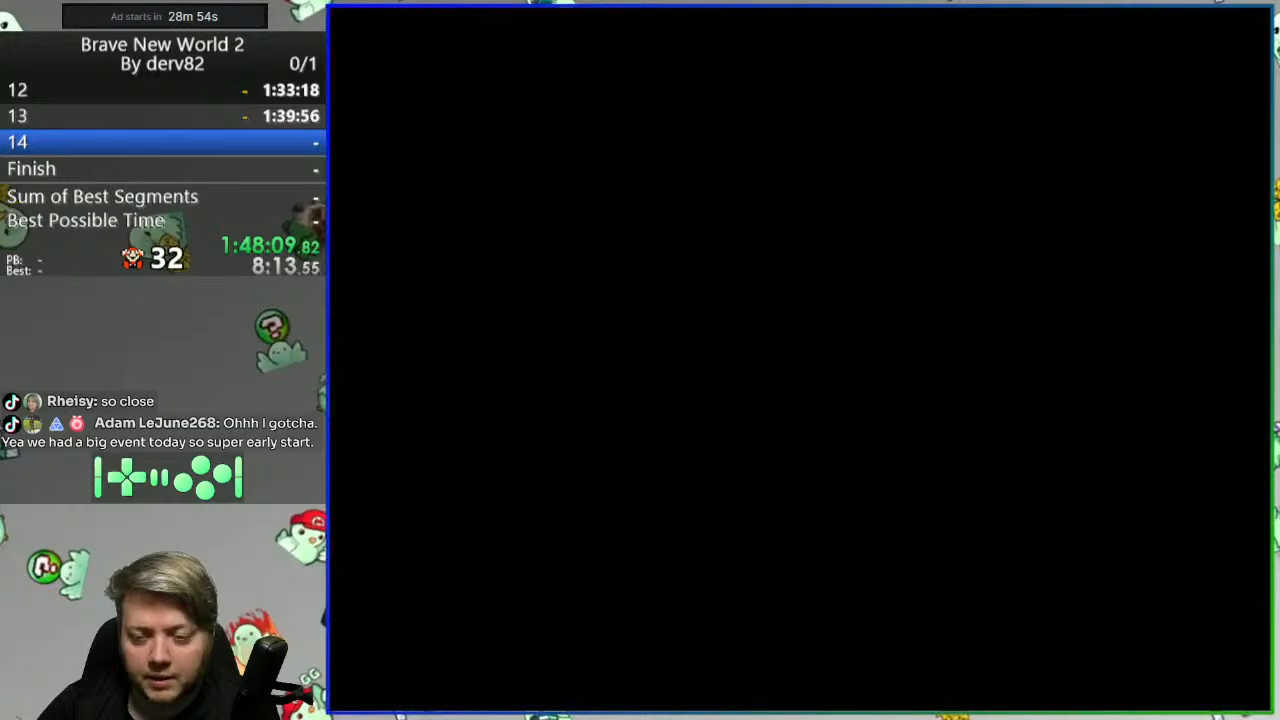 Ad starts in 28m 54s
Brave New World 2
By derv82 0/1
12 - 1:33:18
13 - 1:39:56
14 -
Finish -
Sum of Best Segments -
Best Possible Time -
1:48:09.82
PB: -
32
Best: -
8:13.55
Rheisy: so close
Adam LeJune268: Ohhh I gotcha.
Yea we had a big event today so super early start.
GG